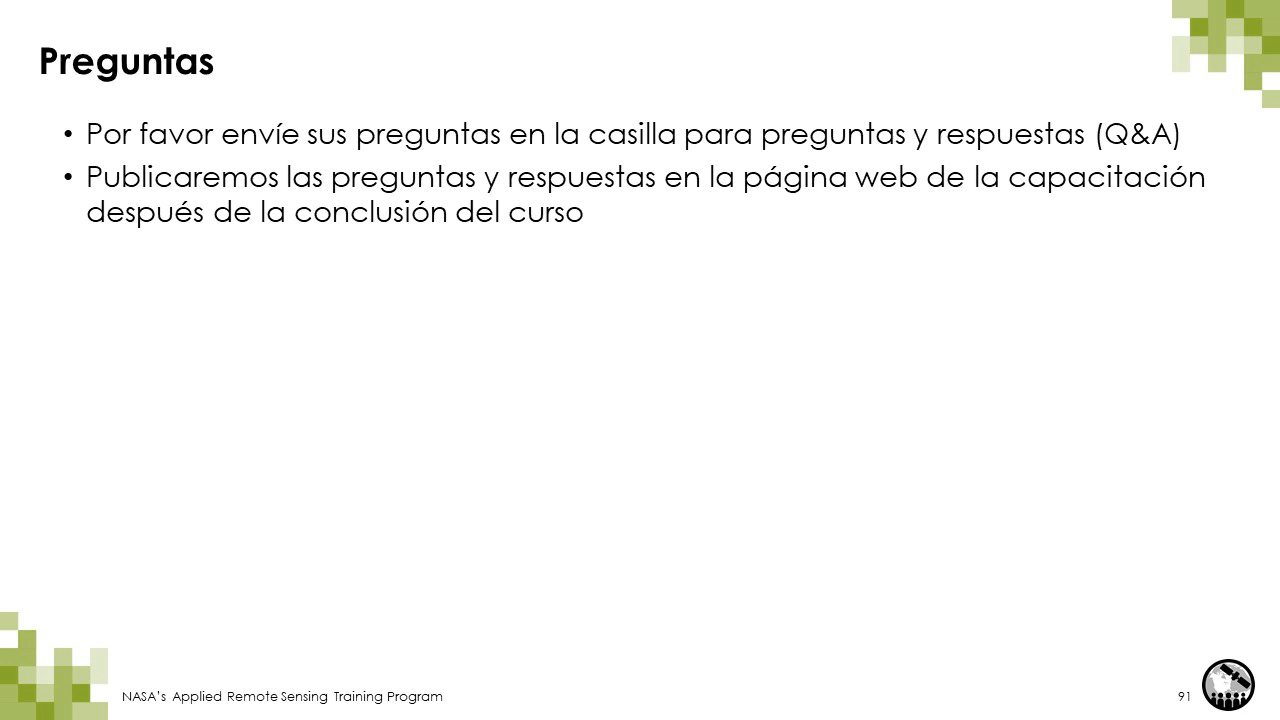 Preguntas
• Por favor envíe sus preguntas en la casilla para preguntas y respuestas (Q&A)
• Publicaremos las preguntas y respuestas en la página web de la capacitación
después de la conclusión del curso
NASA's Applied Remote Sensing Training Program
91